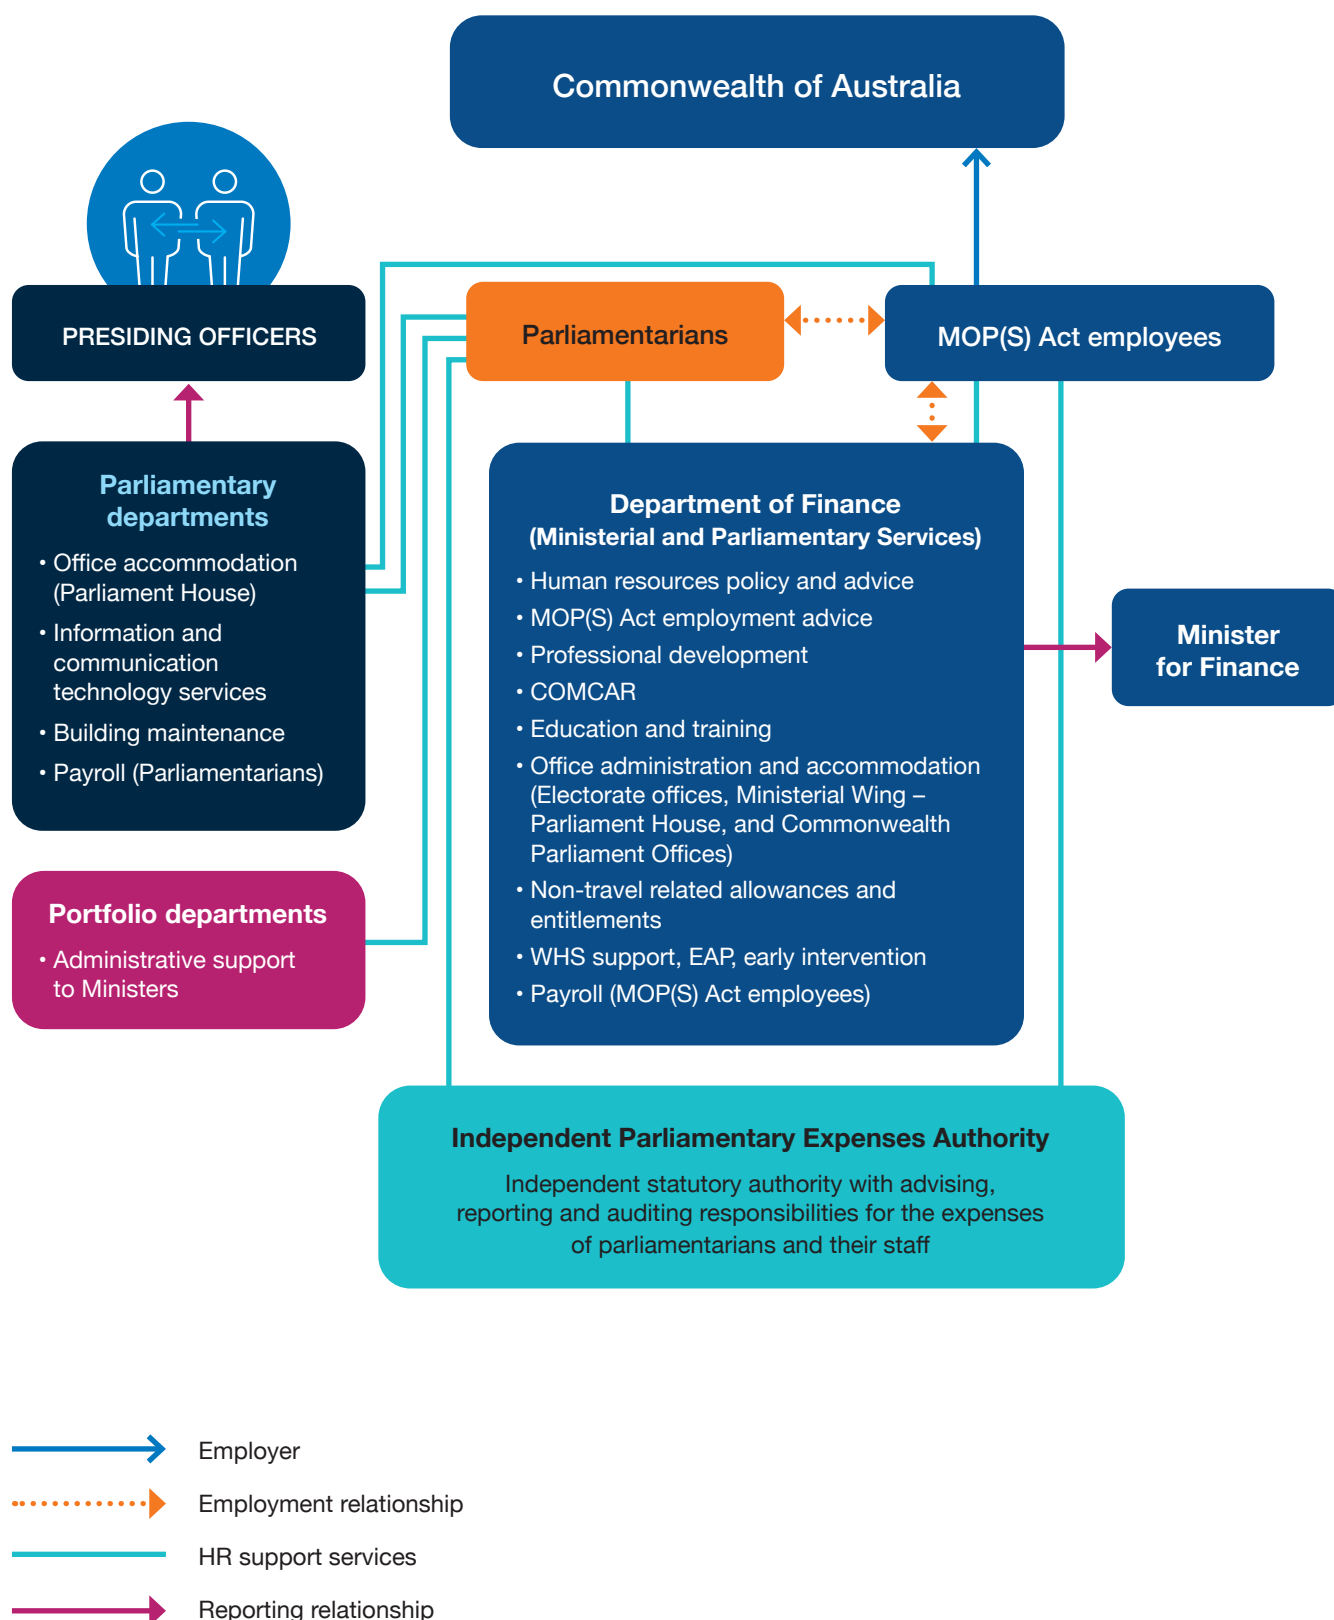 Commonwealth of Australia
PRESIDING OFFICERS
Parliamentarians
MOP(S) Act employees
Parliamentary
departments
• Office accommodation
(Parliament House)
• Information and
communication
technology services
• Building maintenance
• Payroll (Parliamentarians)
Department of Finance
(Ministerial and Parliamentary Services)
• Human resources policy and advice
• MOP(S) Act employment advice
• Professional development
• COMCAR
• Education and training
• Office administration and accommodation
(Electorate offices, Ministerial Wing –
Parliament House, and Commonwealth
Parliament Offices)
• Non-travel related allowances and
entitlements
• WHS support, EAP, early intervention
• Payroll (MOP(S) Act employees)
Minister
for Finance
Portfolio departments
• Administrative support
to Ministers
Independent Parliamentary Expenses Authority
Independent statutory authority with advising,
reporting and auditing responsibilities for the expenses
of parliamentarians and their staff
Employer
Employment relationship
HR support services
Reporting relationship